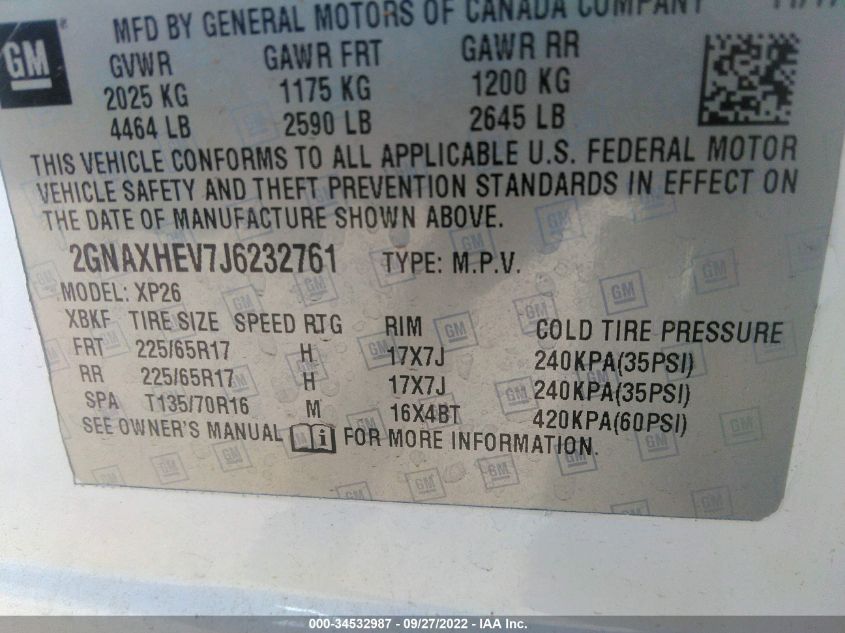 GM
MFD BY GENERAL MOTORS OF CANADA COMPANY
GVWR GAWR FRT GAWR RR
2025 KG 1175 KG 1200 KG
4464 LB 2590 LB 2645 LB
THIS VEHICLE CONFORMS TO ALL APPLICABLE U.S. FEDERAL MOTOR
VEHICLE SAFETY AND THEFT PREVENTION STANDARDS IN EFFECT ON
THE DATE OF MANUFACTURE SHOWN ABOVE.
2GNAXHEV7J6232761 TYPE: M.P.V.
MODEL: XP26
XBKF TIRE SIZE SPEED RTG RIM COLD TIRE PRESSURE
FRT 225/65R17 H 17X7J 240KPA(35PSI)
RR 225/65R17 H 17X7J 240KPA(35PSI)
SPA T135/70R16 M 16X4BT 420KPA(60PSI)
SEE OWNER'S MANUAL i FOR MORE INFORMATION.
000-34532987 - 09/27/2022 - IAA Inc.